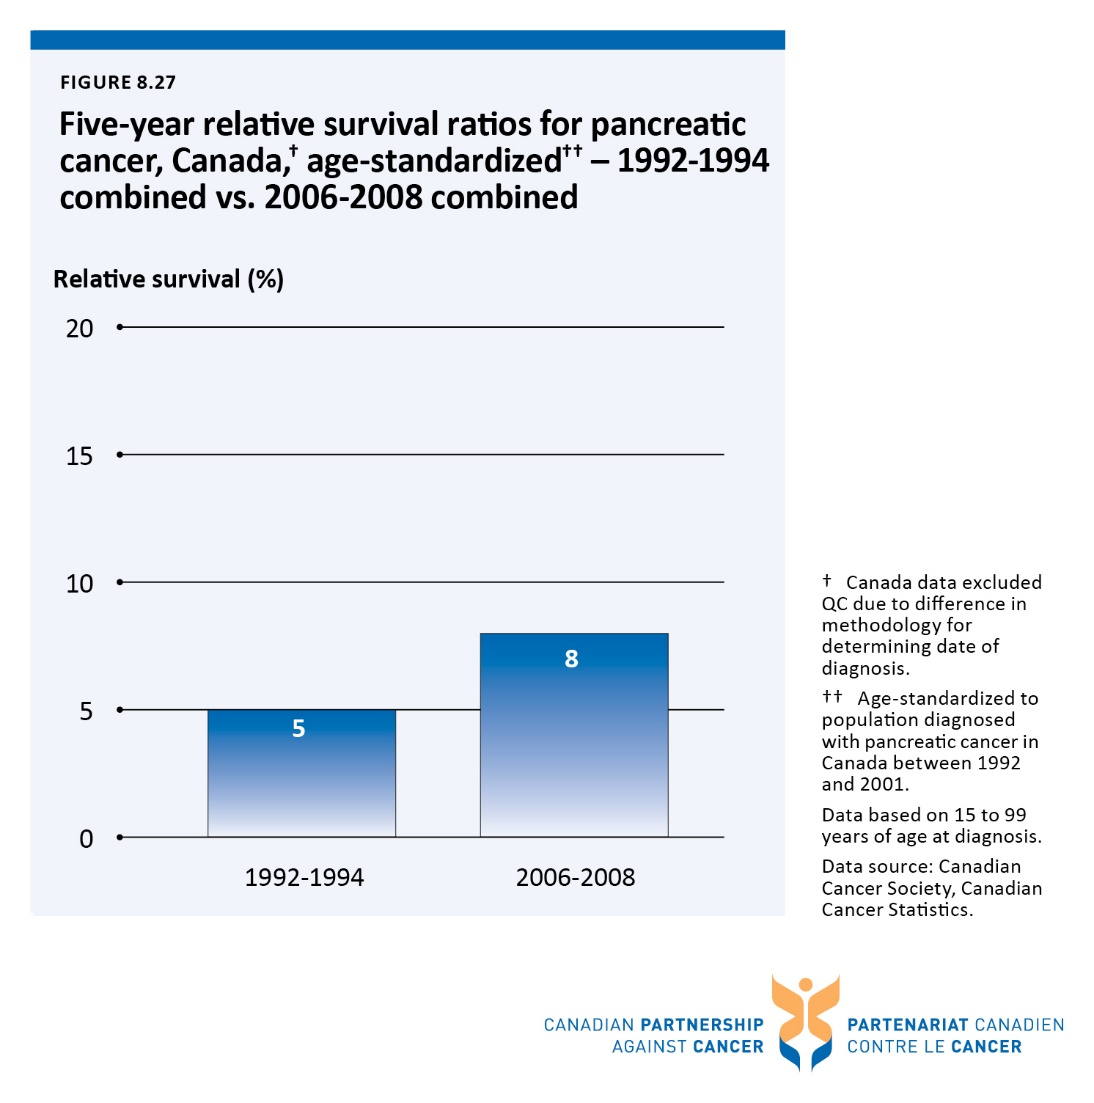 FIGURE 8.27
Five-year relative survival ratios for pancreatic
cancer, Canada,† age-standardized†† – 1992-1994
combined vs. 2006-2008 combined
Relative survival (%)
20
15
10
5
0
5
8
1992-1994
2006-2008
† Canada data excluded
QC due to difference in
methodology for
determining date of
diagnosis.
†† Age-standardized to
population diagnosed
with pancreatic cancer in
Canada between 1992
and 2001.
Data based on 15 to 99
years of age at diagnosis.
Data source: Canadian
Cancer Society, Canadian
Cancer Statistics.
CANADIAN PARTNERSHIP
AGAINST CANCER
PARTENARIAT CANADIEN
CONTRE LE CANCER